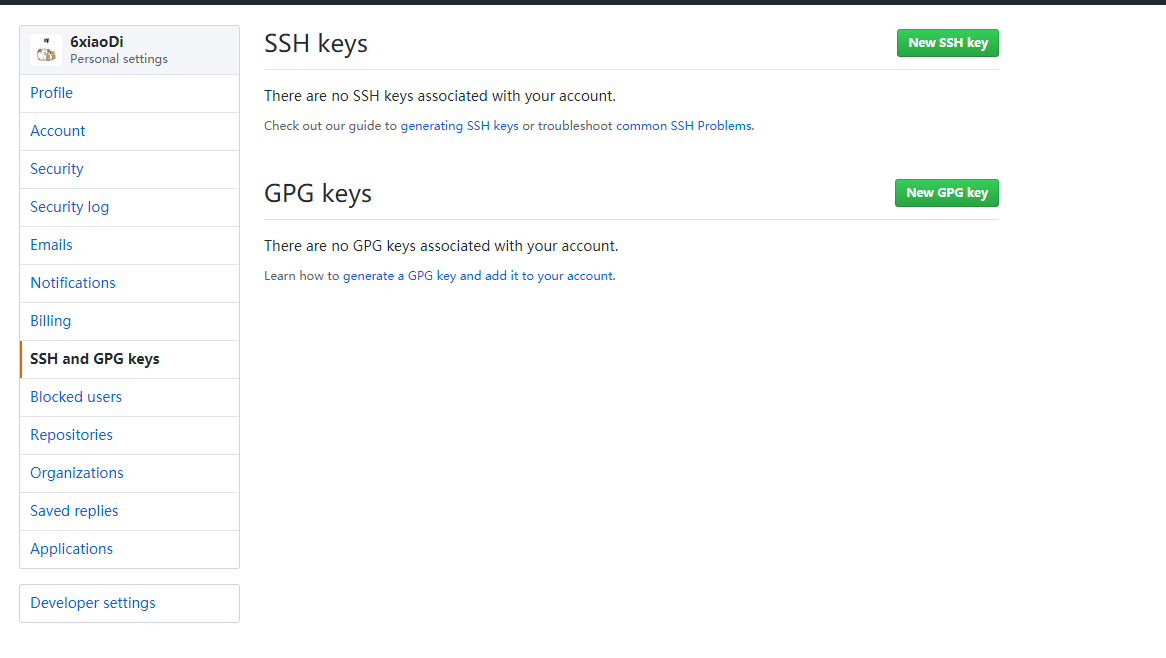 6xiaoDi
Personal settings
Profile
Account
Security
Security log
Emails
Notifications
Billing
SSH and GPG keys
Blocked users
Repositories
Organizations
Saved replies
Applications
Developer settings
SSH keys
New SSH key
There are no SSH keys associated with your account.
Check out our guide to generating SSH keys or troubleshoot common SSH Problems.
GPG keys
New GPG key
There are no GPG keys associated with your account.
Learn how to generate a GPG key and add it to your account.